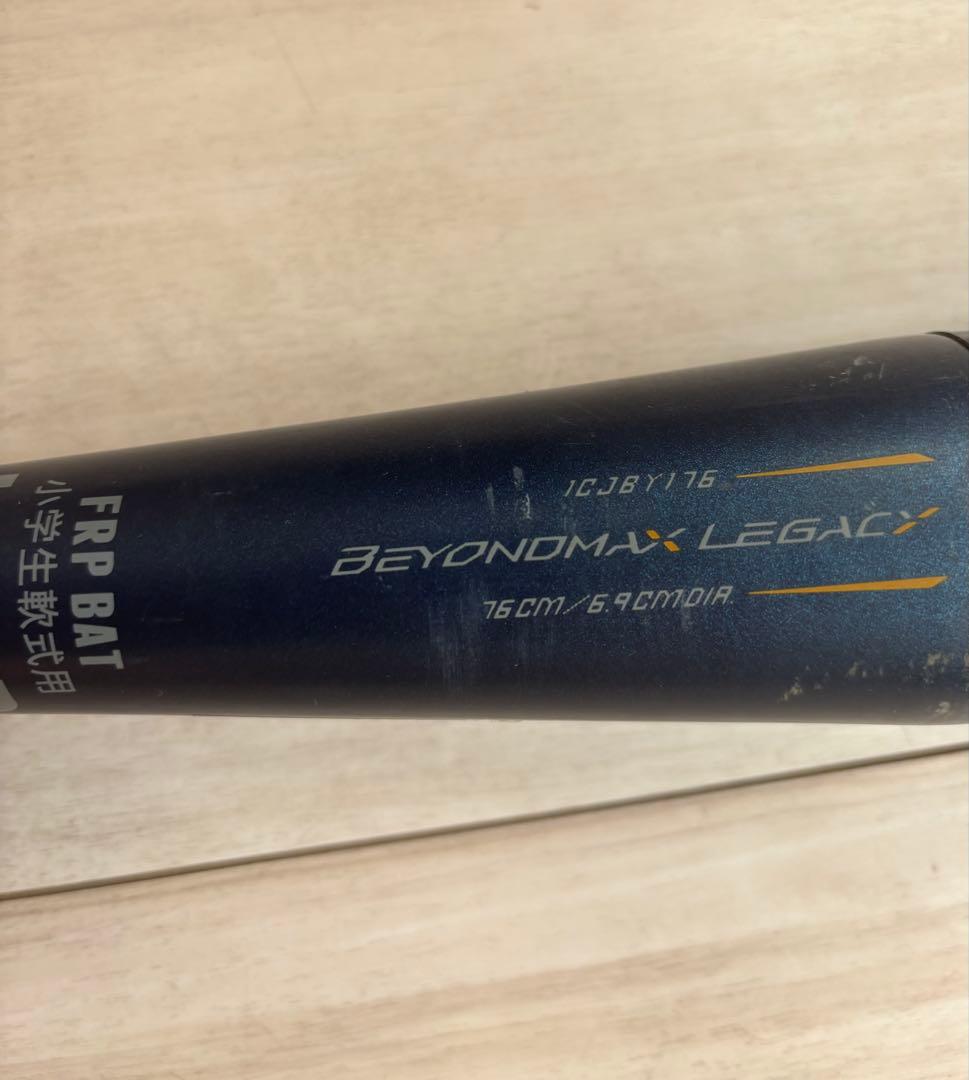 1CJBY176
BEYONDMAX LEGACY
76CM/6.9CMDIA.
FRP BAT
小学生軟式用